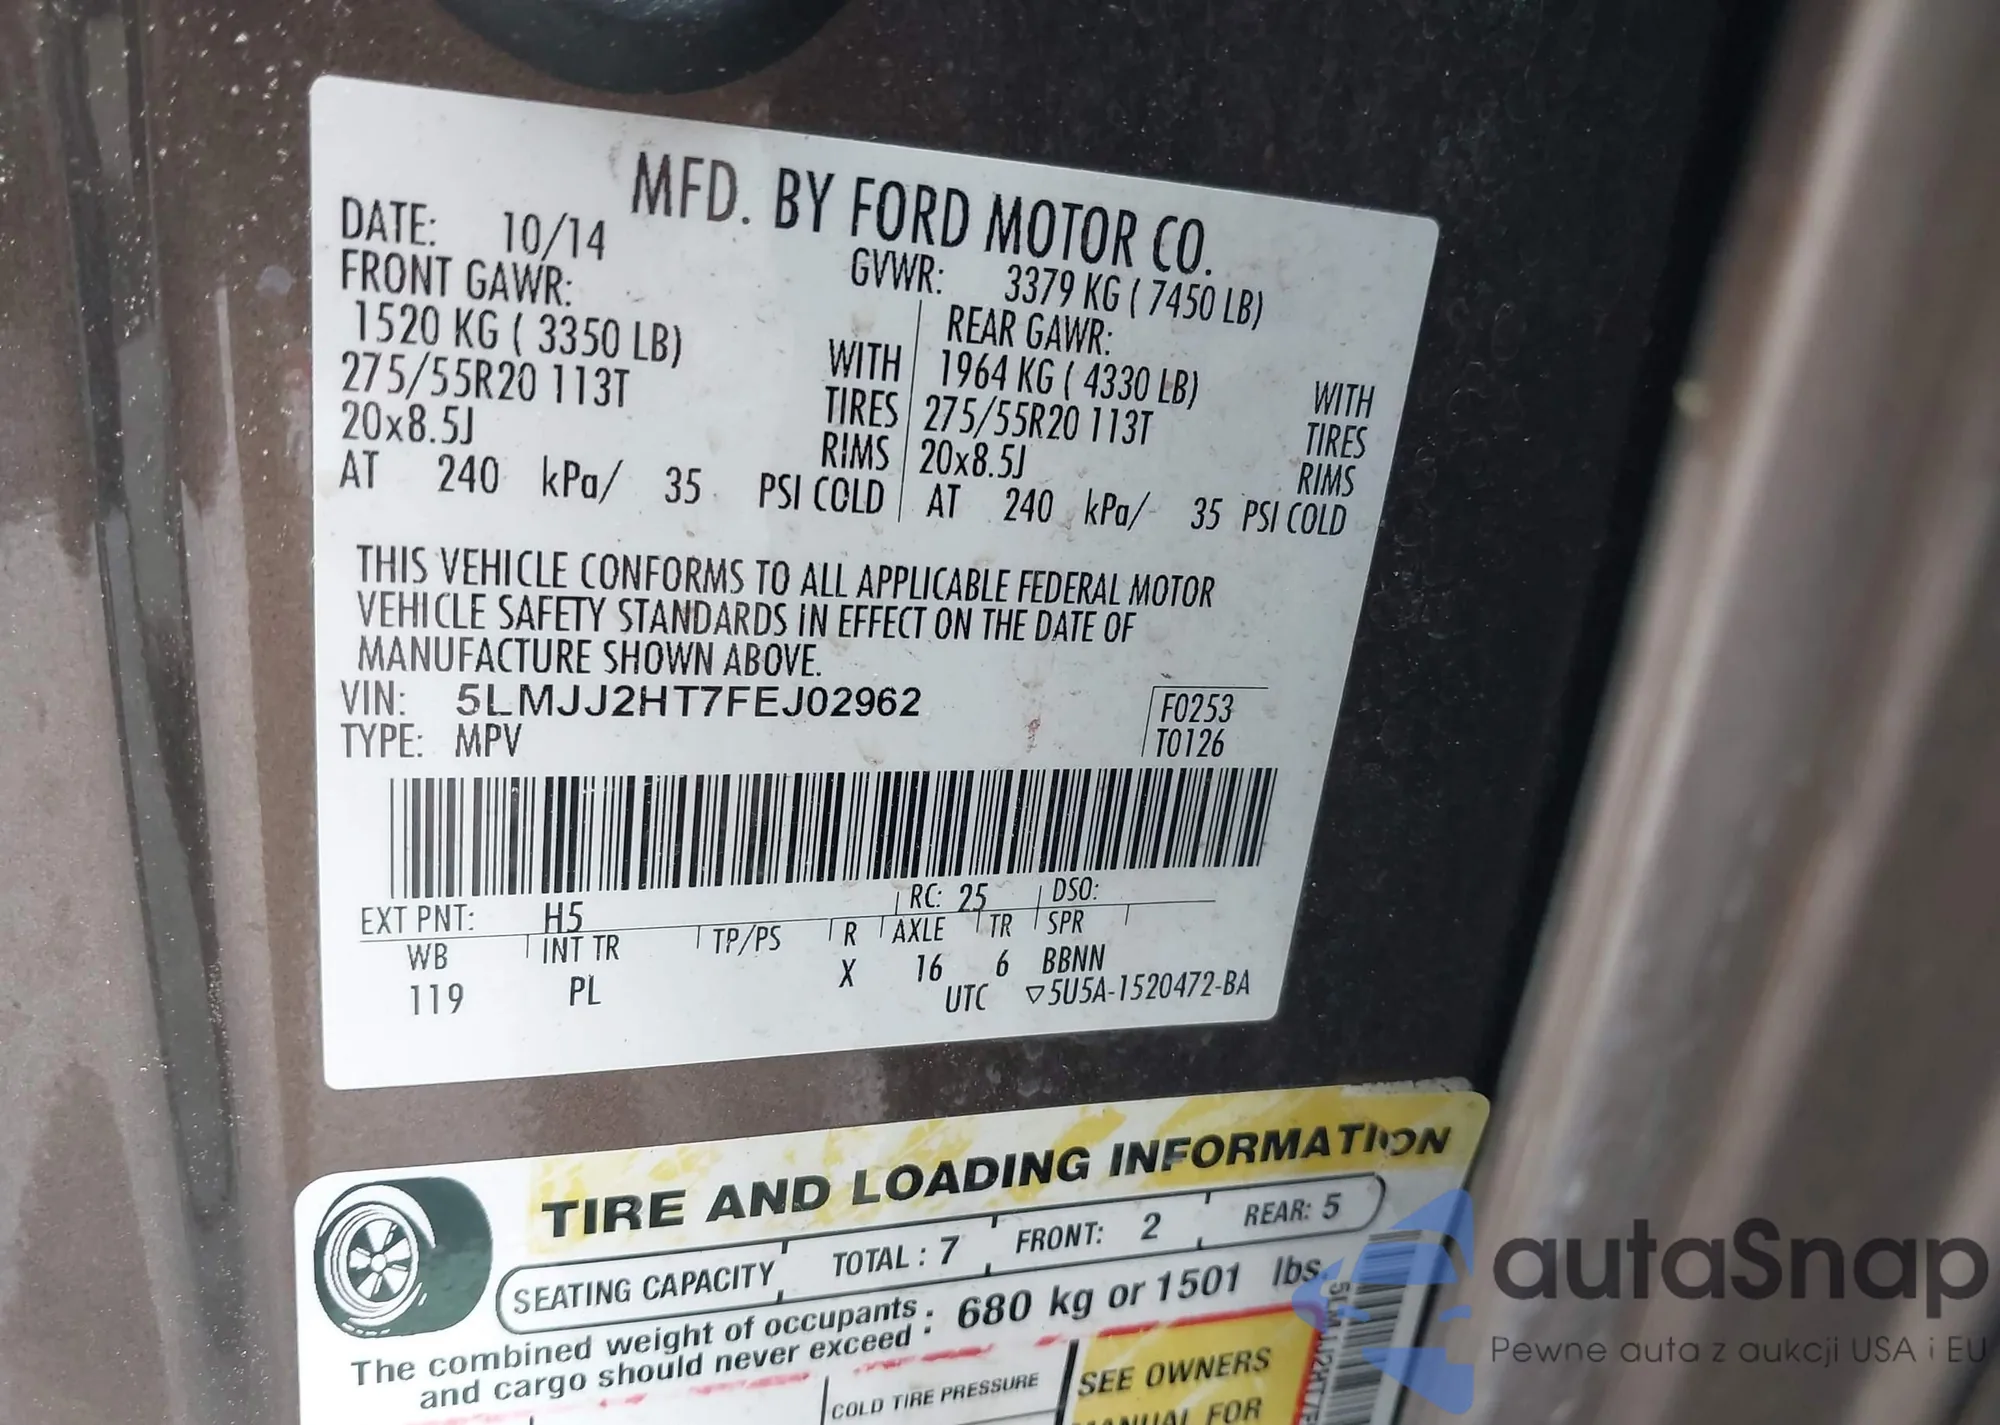 MFD. BY FORD MOTOR CO.
DATE: 10/14
GVWR: 3379 KG ( 7450 LB)
FRONT GAWR:
REAR GAWR:
1520 KG ( 3350 LB) WITH
1964 KG ( 4330 LB) WITH
275/55R20 113T TIRES
275/55R20 113T TIRES
20x8.5J RIMS
20x8.5J RIMS
AT 240 kPa/ 35 PSI COLD
AT 240 kPa/ 35 PSI COLD
THIS VEHICLE CONFORMS TO ALL APPLICABLE FEDERAL MOTOR
VEHICLE SAFETY STANDARDS IN EFFECT ON THE DATE OF
MANUFACTURE SHOWN ABOVE.
VIN: 5LMJJ2HT7FEJ02962
F0253
TYPE: MPV
T0126
EXT PNT: H5 RC: 25 DSO:
WB INT TR TP/PS R AXLE TR SPR
119 PL X 16 6 BBNN
UTC ▽5U5A-1520472-BA
TIRE AND LOADING INFORMATION
SEATING CAPACITY TOTAL : 7 FRONT: 2 REAR: 5
The combined weight of occupants
and cargo should never exceed : 680 kg or 1501 lbs.
COLD TIRE PRESSURE
SEE OWNERS
MANUAL FOR
autaSnap
Pewne auta z aukcji USA i EU